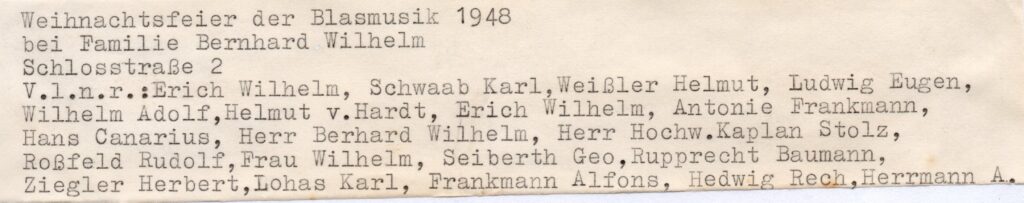 Weihnachtsfeier der Blasmusik 1948
bei Familie Bernhard Wilhelm
Schlosstraße 2
V.l.n.r.:Erich Wilhelm, Schwaab Karl,Weißler Helmut, Ludwig Eugen,
Wilhelm Adolf,Helmut v.Hardt, Erich Wilhelm, Antonie Frankmann,
Hans Canarius, Herr Berhard Wilhelm, Herr Hochw.Kaplan Stolz,
Roßfeld Rudolf,Frau Wilhelm, Seiberth Geo,Rupprecht Baumann,
Ziegler Herbert,Lohas Karl, Frankmann Alfons, Hedwig Rech,Herrmann A.